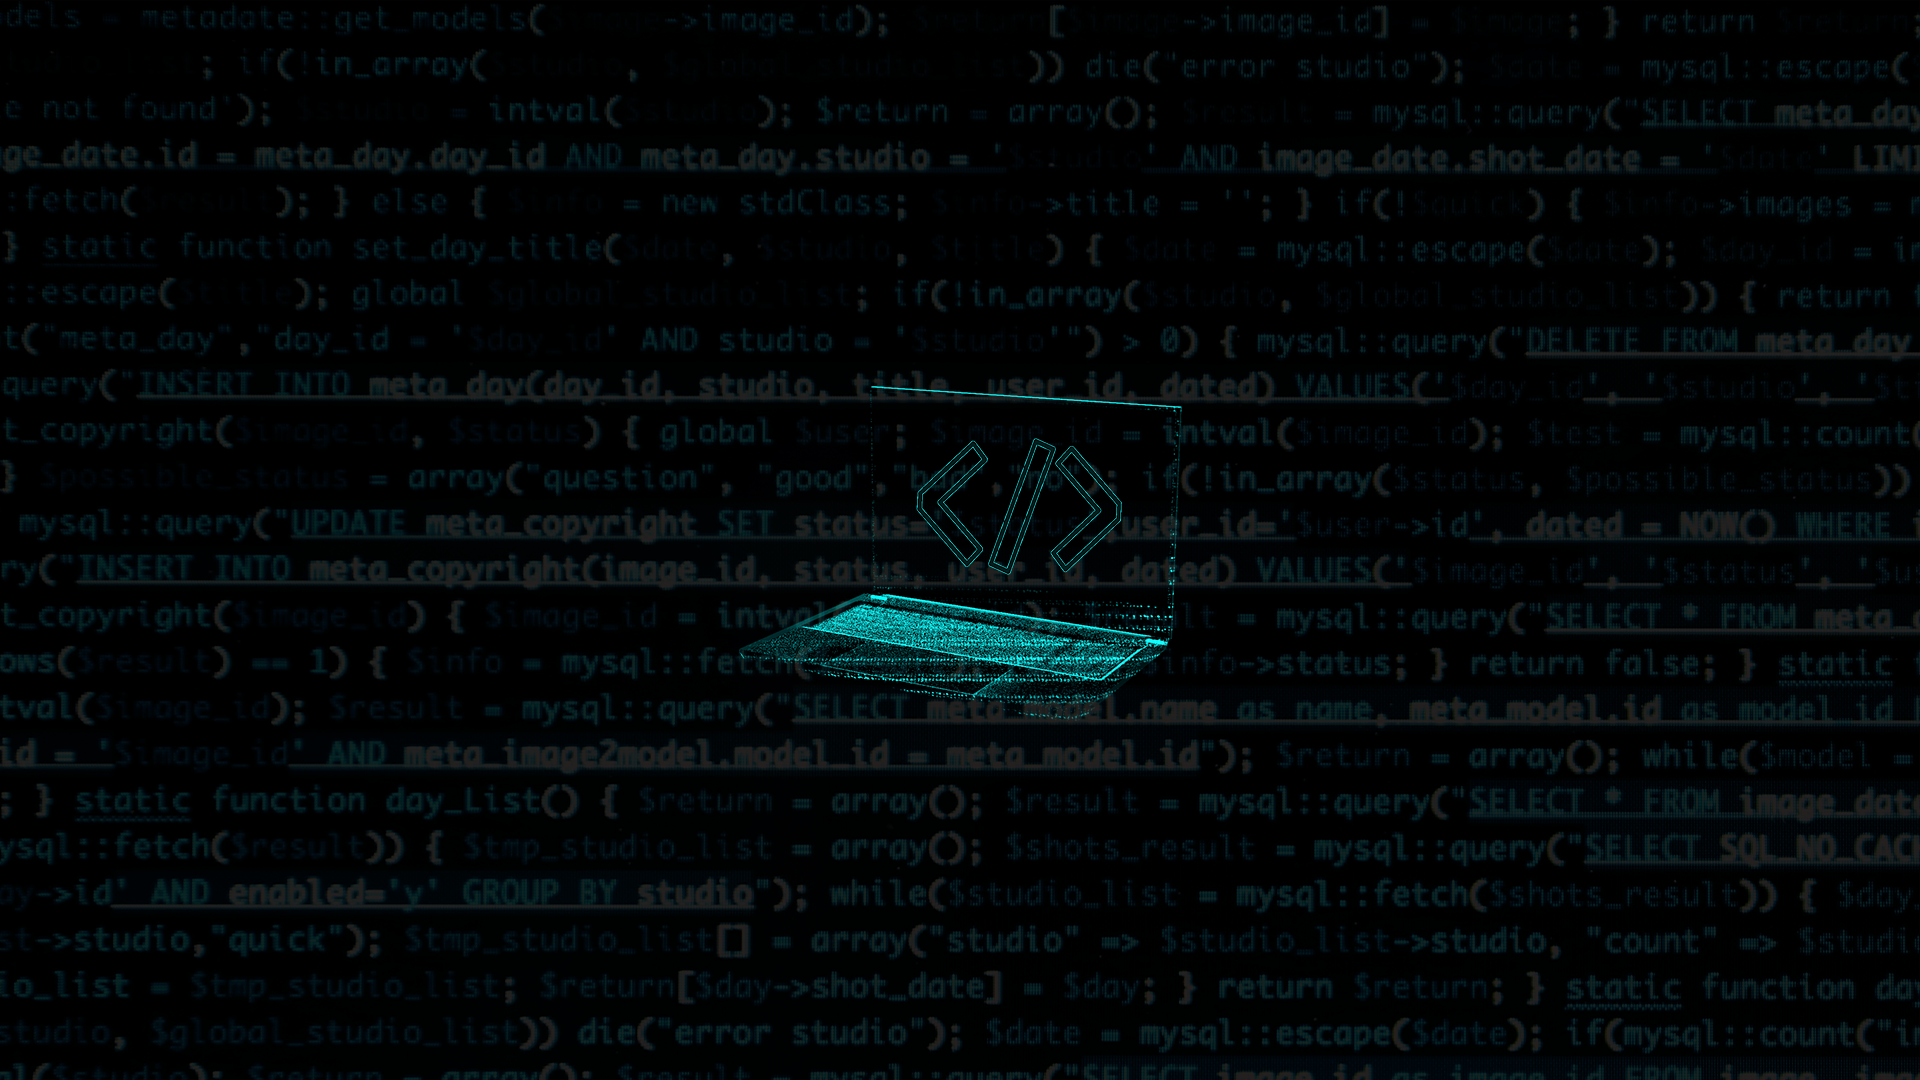 dels = metadate::get_models($image->image_id); $return[$image->image_id] = $image; } return $return;
; if(!in_array($studio, $global_studio_list)) die("error studio"); $date = mysql::escape(
e not found'); $studio = intval($studio); $return = array(); $result = mysql::query("SELECT meta_day
ge_date.id = meta_day.day_id AND meta_day.studio = '$studio' AND image_date.shot_date = '$date' LIMI
:fetch($result); } else { $info = new stdClass; $info->title = ''; } if(!$quick) { $info->images = 
} static function set_day_title($date, $studio, $title) { $date = mysql::escape($date); $day_id = in
::escape($title); global $global_studio_list; if(!in_array($studio, $global_studio_list)) { return f
t("meta_day","day_id = '$day_id' AND studio = '$studio'") > 0) { mysql::query("DELETE FROM meta_day
query("INSERT INTO meta_day(day_id, studio, title, user_id, dated) VALUES('$day_id', '$studio', '$t
t_copyright($image_id, $status) { global $user; $image_id = intval($image_id); $test = mysql::count(
} $possible_status = array("question", "good", "bad", "no"); if(!in_array($status, $possible_status))
mysql::query("UPDATE meta_copyright SET status= user_id='$user->id', dated = NOW() WHERE
ry("INSERT INTO meta_copyright(image_id, status, user_id, dated) VALUES('$image_id', '$status', '$us
t_copyright($image_id) { $image_id = intval( ); = mysql::query("SELECT * FROM meta_c
ows($result) == 1) { $info = mysql::fetch( info->status; } return false; } static
tval($image_id); $result = mysql::query("SELECT meta_model.name as name, meta_model.id as model_id
id = '$image_id' AND meta_image2model.model_id = meta_model.id"); $return = array(); while($model =
; } static function day_List() { $return = array(); $result = mysql::query("SELECT * FROM image_date
ysql::fetch($result)) { $tmp_studio_list = array(); $shots_result = mysql::query("SELECT SQL_NO_CACH
ay->id' AND enabled='y' GROUP BY studio"); while($studio_list = mysql::fetch($shots_result)) { $day
st->studio,"quick"); $tmp_studio_list[] = array("studio" => $studio_list->studio, "count" => $studi
io_list = $tmp_studio_list; $return[$day->shot_date] = $day; } return $return; } static function day
studio, $global_studio_list)) die("error studio"); $date = mysql::escape($date); if(mysql::count("i
l($studio); $return = array(); $result = mysql::query("SELECT image_id as image_id FROM